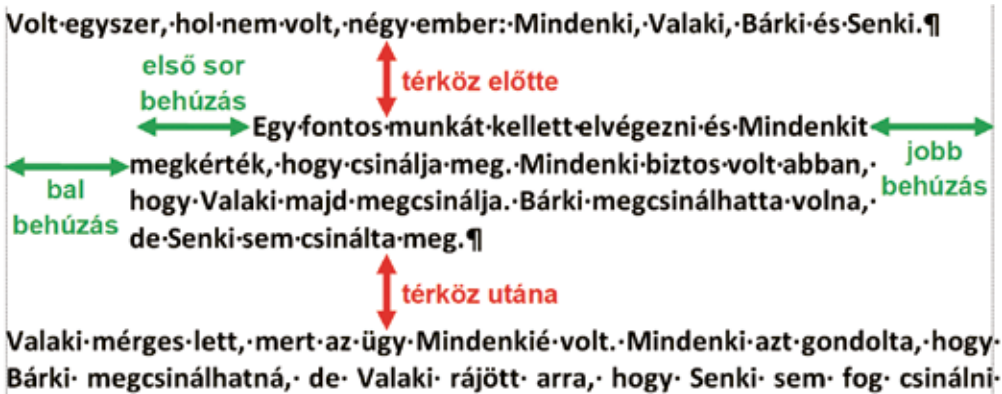 Volt·egyszer,·hol·nem·volt,·négy·ember:·Mindenki,·Valaki,·Bárki·és·Senki.¶
első sor
behúzás
térköz előtte
Egy·fontos·munkát·kellett·elvégezni·és·Mindenkit
megkérték,·hogy·csinálja·meg.·Mindenki·biztos·volt·abban,·
jobb
behúzás
bal
behúzás
hogy·Valaki·majd·megcsinálja.·Bárki·megcsinálhatta·volna,·
de·Senki·sem·csinálta·meg.¶
térköz utána
Valaki·mérges·lett,·mert·az·ügy·Mindenkié·volt.·Mindenki·azt·gondolta,·hogy·
Bárki·megcsinálhatná,·de·Valaki·rájött·arra,·hogy·Senki·sem·fog·csinálni·